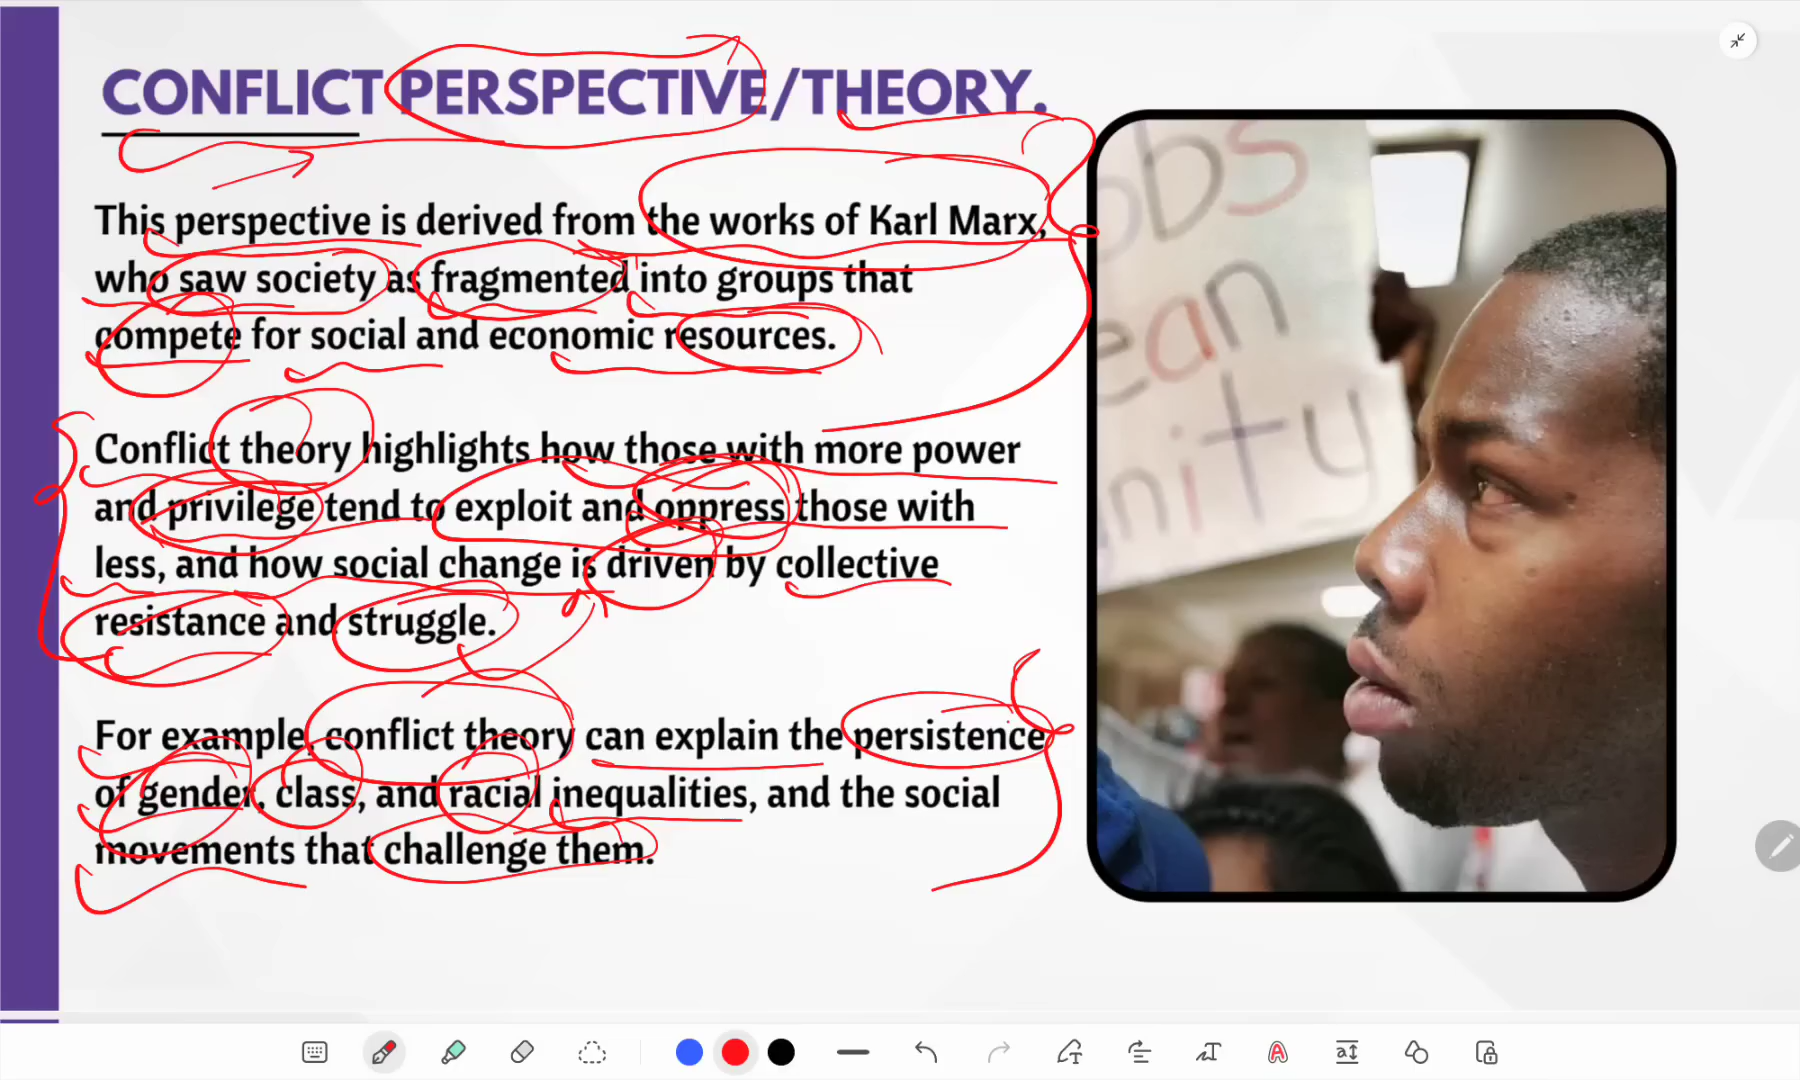 CONFLICT PERSPECTIVE/THEORY.
This perspective is derived from the works of Karl Marx,
who saw society as fragmented into groups that
compete for social and economic resources.
Conflict theory highlights how those with more power
and privilege tend to exploit and oppress those with
less, and how social change is driven by collective
resistance and struggle.
For example, conflict theory can explain the persistence
of gender, class, and racial inequalities, and the social
movements that challenge them.
obs
ean
nity